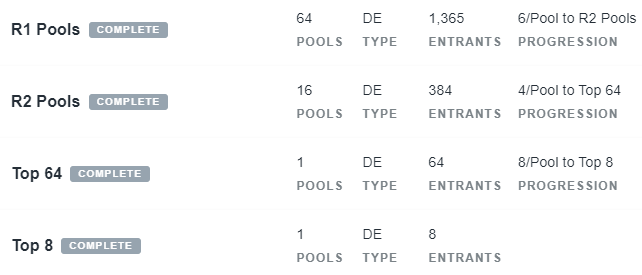 R1 Pools COMPLETE 64 POOLS DE TYPE 1,365 ENTRANTS 6/Pool to R2 Pools PROGRESSION
R2 Pools COMPLETE 16 POOLS DE TYPE 384 ENTRANTS 4/Pool to Top 64 PROGRESSION
Top 64 COMPLETE 1 POOLS DE TYPE 64 ENTRANTS 8/Pool to Top 8 PROGRESSION
Top 8 COMPLETE 1 POOLS DE TYPE 8 ENTRANTS